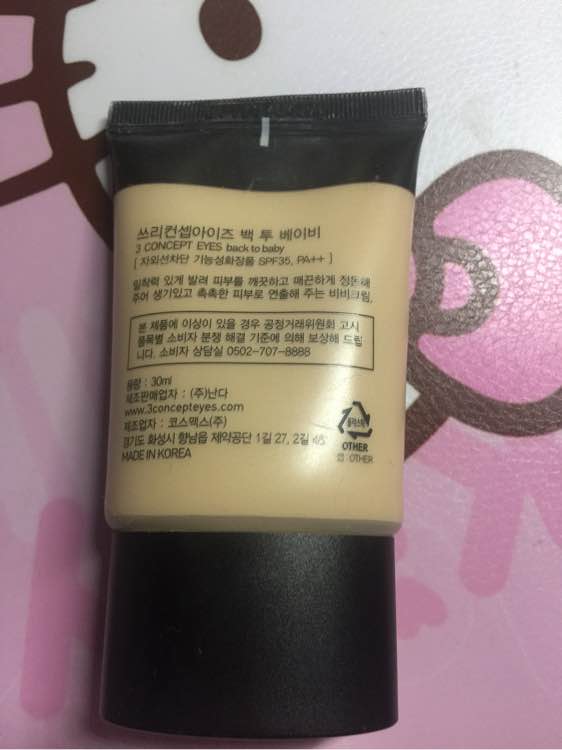 쓰리컨셉아이즈 백 투 베이비
3 CONCEPT EYES back to baby
[ 자외선차단 기능성화장품 SPF35, PA++ ]
밀착력 있게 발려 피부를 깨끗하고 매끈하게 정돈해
주어 생기있고 촉촉한 피부로 연출해 주는 비비크림.
본 제품에 이상이 있을 경우 공정거래위원회 고시
품목별 소비자 분쟁 해결 기준에 의해 보상해 드립
니다. 소비자 상담실 0502-707-8888
용량 : 30ml
제조판매업자 : (주)난다
www.3concepteyes.com
제조업자 : 코스맥스(주)
경기도 화성시 향남읍 제약공단 1길 27, 2길
MADE IN KOREA
플라스틱
OTHER
캡 :OTHER